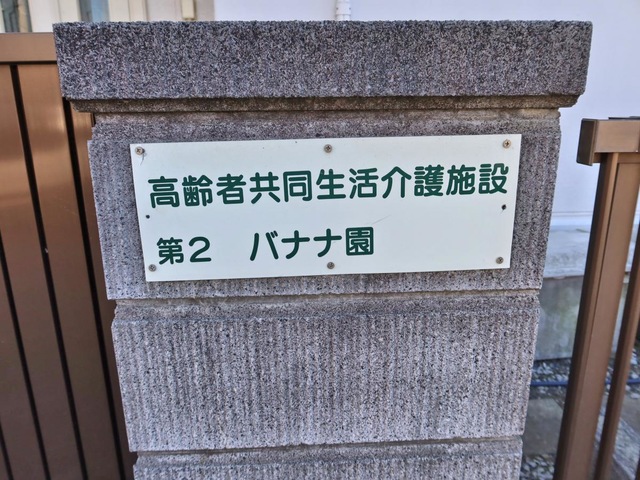 高齢者共同生活介護施設
第2 バナナ園